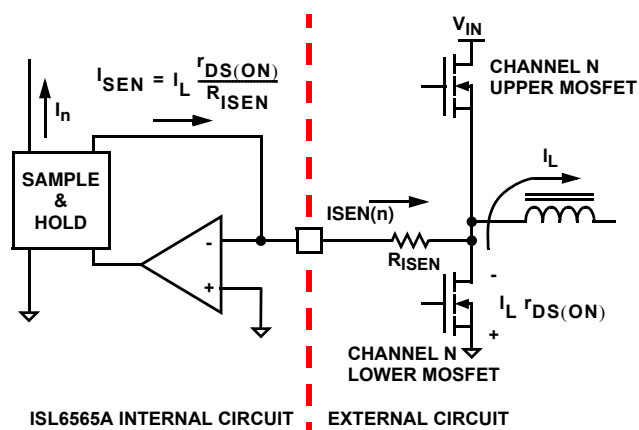 V_IN
CHANNEL N
UPPER MOSFET
I_SEN = I_L r_DS(ON) / R_ISEN
I_n
SAMPLE
&
HOLD
I_L
ISEN(n)
-
+
R_ISEN
-
I_L r_DS(ON)
+
CHANNEL N
LOWER MOSFET
ISL6565A INTERNAL CIRCUIT
EXTERNAL CIRCUIT